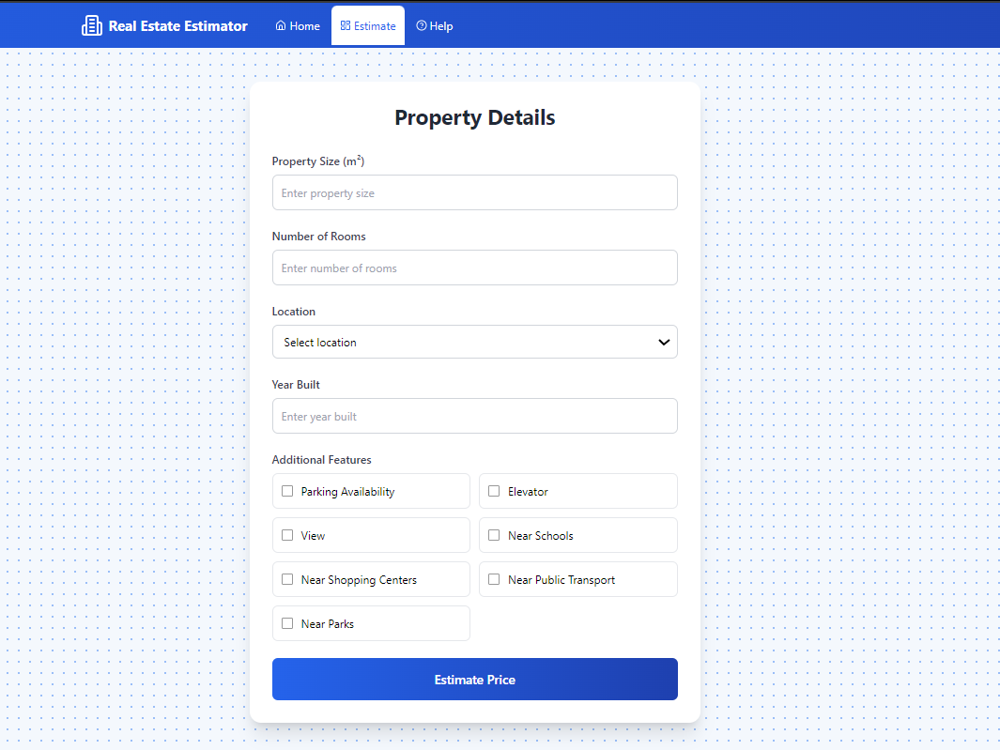 Real Estate Estimator Home Estimate Help
Property Details
Property Size (m²)
Enter property size
Number of Rooms
Enter number of rooms
Location
Select location
Year Built
Enter year built
Additional Features
Parking Availability Elevator
View Near Schools
Near Shopping Centers Near Public Transport
Near Parks
Estimate Price